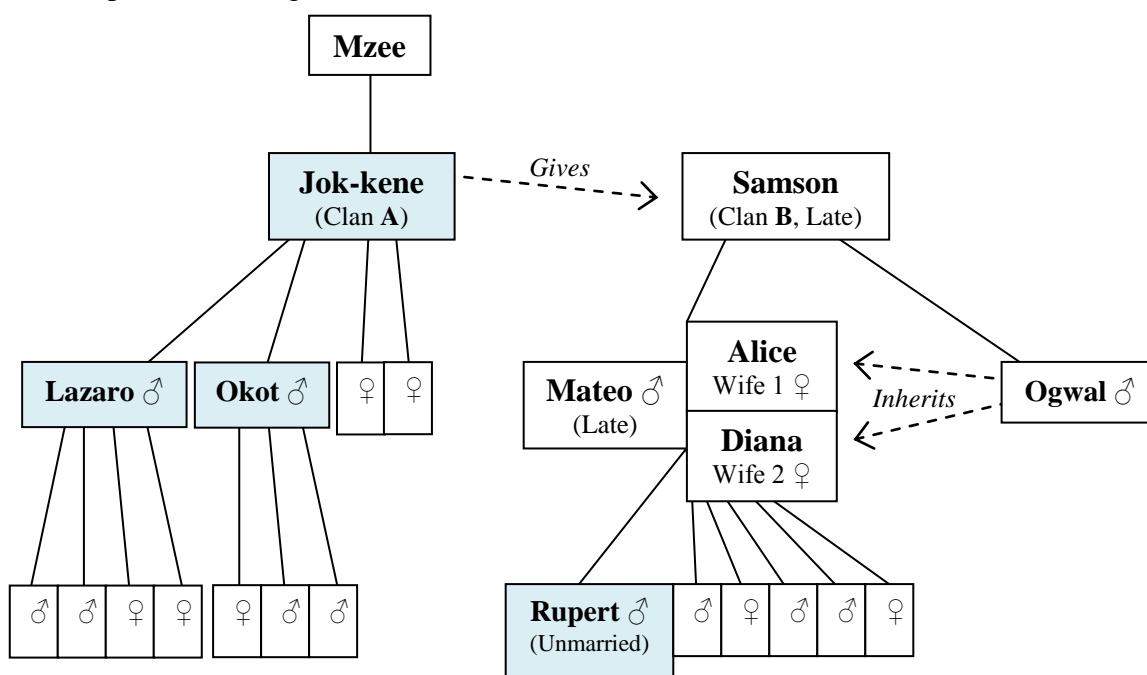 Mzee
Jok-kene
(Clan A)
Gives
Samson
(Clan B, Late)
Lazaro ♂
Okot ♂
♀ ♀
Mateo ♂
(Late)
Alice
Wife 1 ♀
Diana
Wife 2 ♀
Inherits
Ogwal ♂
♂ ♂ ♀ ♀
♀ ♂ ♂
Rupert ♂
(Unmarried)
♂ ♀ ♂ ♂ ♀